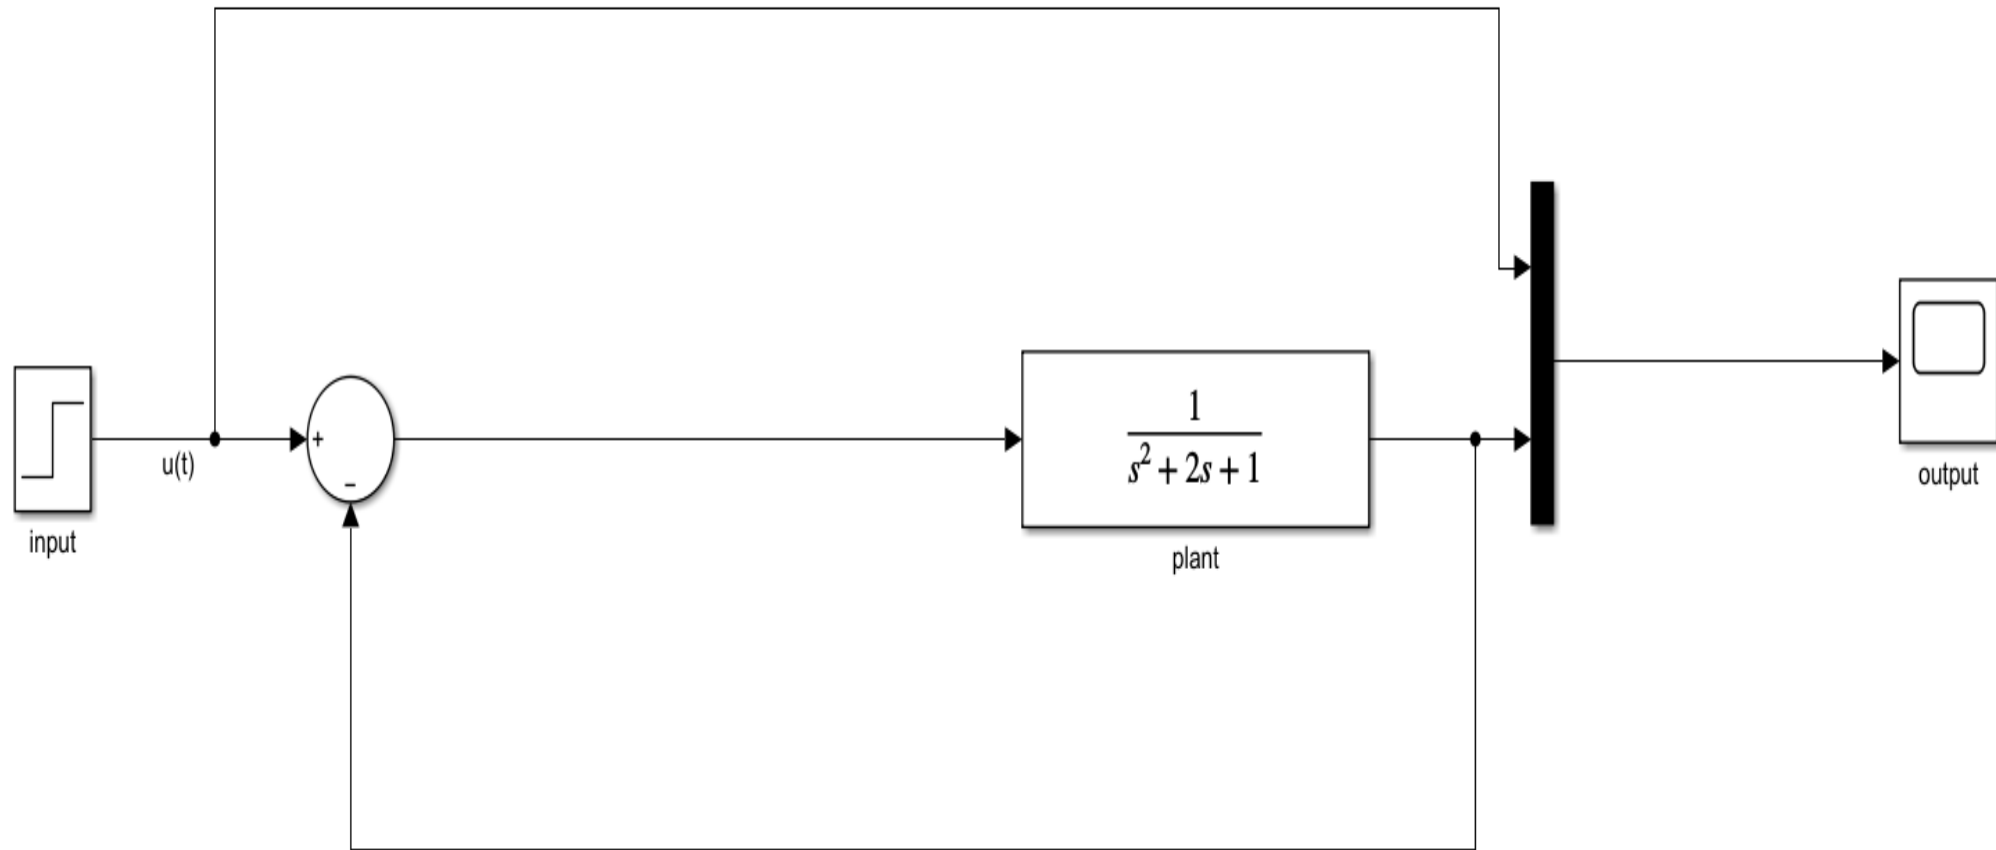 u(t)
input
+
−
1
s² + 2s + 1
plant
output